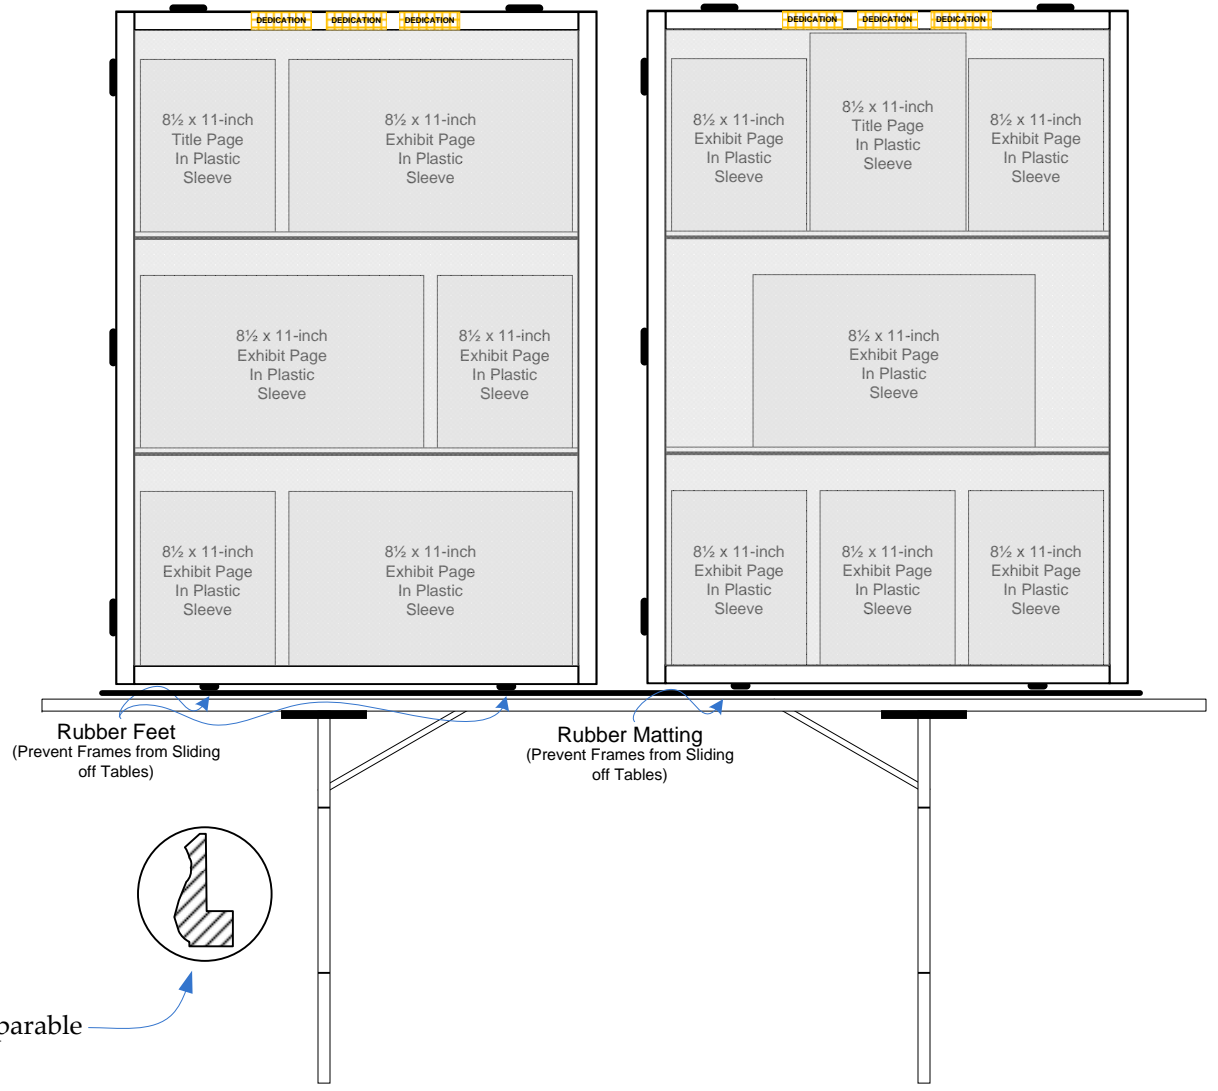 DEDICATION DEDICATION DEDICATION
8½ x 11-inch
Title Page
In Plastic
Sleeve
8½ x 11-inch
Exhibit Page
In Plastic
Sleeve
8½ x 11-inch
Exhibit Page
In Plastic
Sleeve
8½ x 11-inch
Exhibit Page
In Plastic
Sleeve
8½ x 11-inch
Exhibit Page
In Plastic
Sleeve
8½ x 11-inch
Exhibit Page
In Plastic
Sleeve
DEDICATION DEDICATION DEDICATION
8½ x 11-inch
Exhibit Page
In Plastic
Sleeve
8½ x 11-inch
Title Page
In Plastic
Sleeve
8½ x 11-inch
Exhibit Page
In Plastic
Sleeve
8½ x 11-inch
Exhibit Page
In Plastic
Sleeve
8½ x 11-inch
Exhibit Page
In Plastic
Sleeve
8½ x 11-inch
Exhibit Page
In Plastic
Sleeve
8½ x 11-inch
Exhibit Page
In Plastic
Sleeve
Rubber Feet
(Prevent Frames from Sliding
off Tables)
Rubber Matting
(Prevent Frames from Sliding
off Tables)